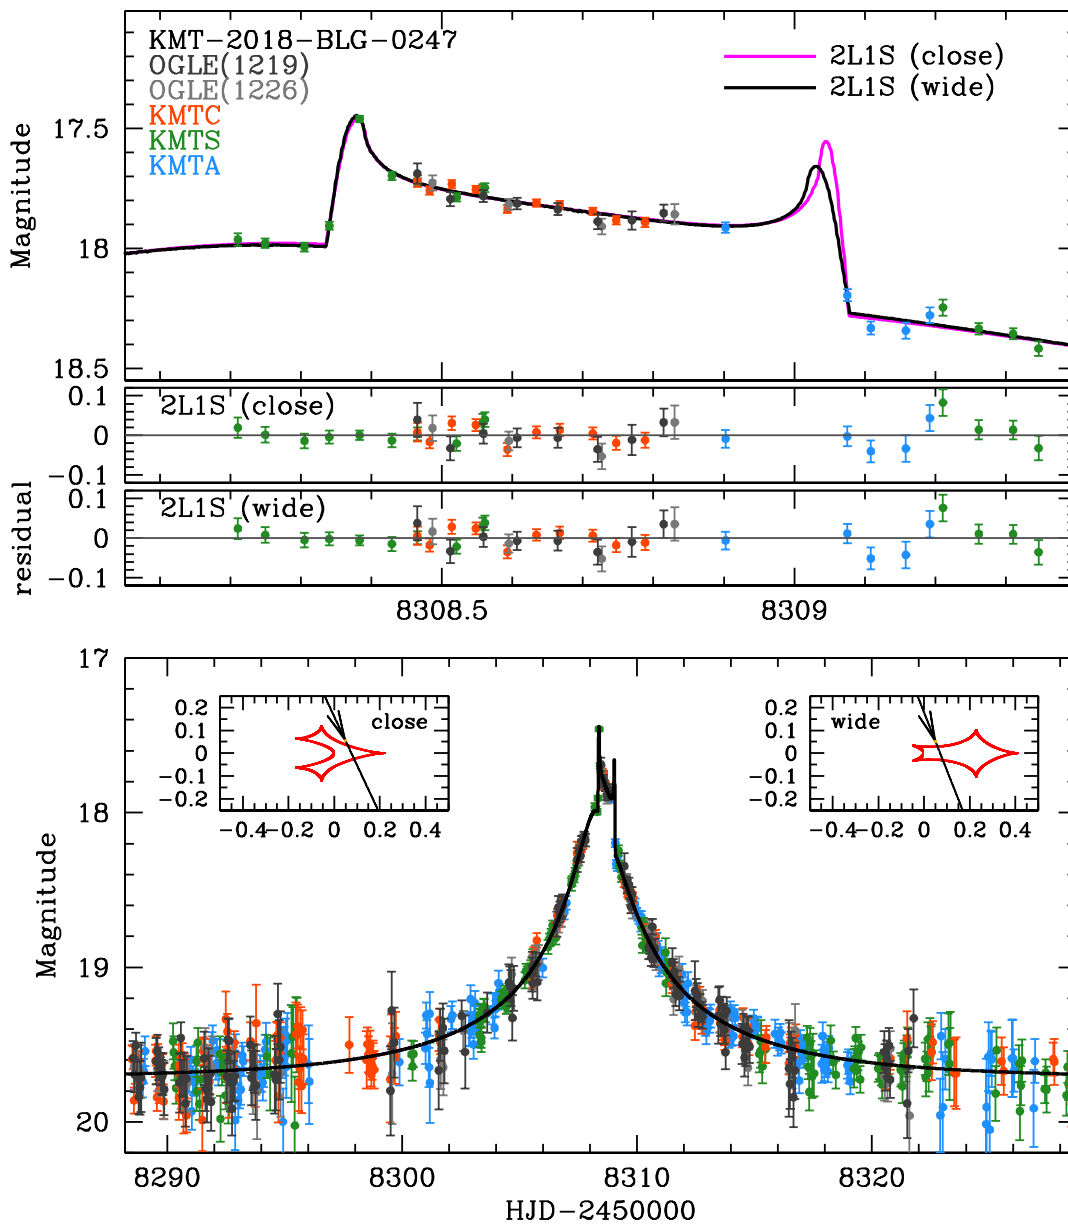 KMT-2018-BLG-0247
OGLE(1219)
OGLE(1226)
KMTC
KMTS
KMTA
2L1S (close)
2L1S (wide)
Magnitude
17.5
18
18.5
2L1S (close)
0.1
0
-0.1
2L1S (wide)
0.1
0
-0.1
residual
8308.5
8309
17
18
19
20
Magnitude
close
0.2
0.1
0
-0.1
-0.2
-0.4
-0.2
0
0.2
0.4
wide
0.2
0.1
0
-0.1
-0.2
-0.4
-0.2
0
0.2
0.4
8290
8300
8310
8320
HJD-2450000